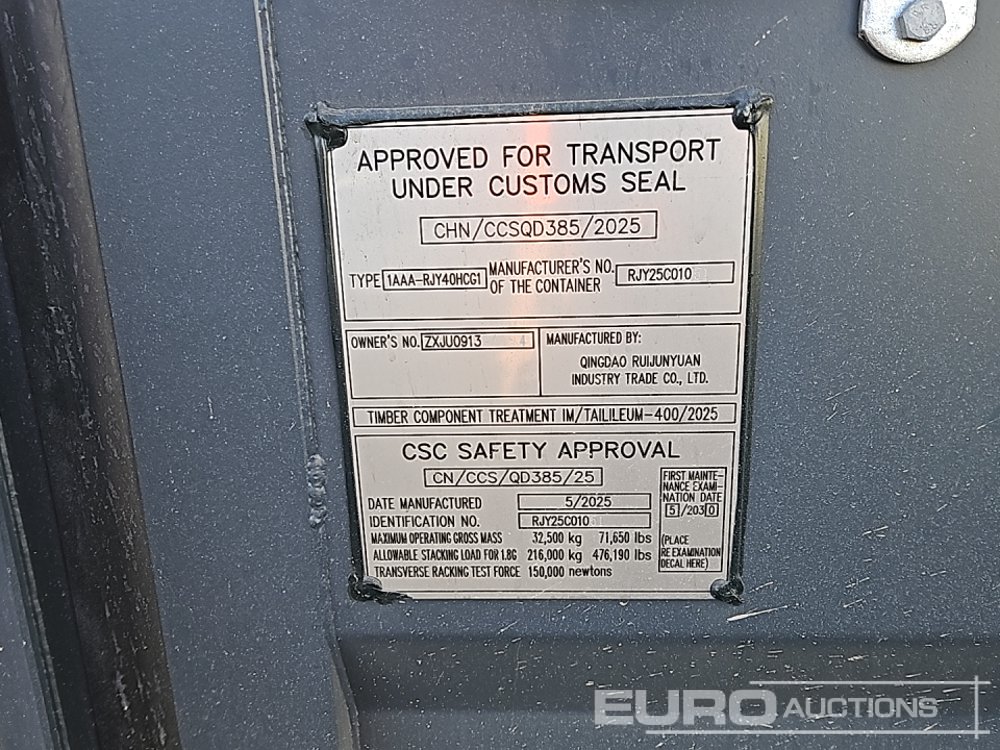 APPROVED FOR TRANSPORT
UNDER CUSTOMS SEAL
CHN/CCSQD385/2025
TYPE 1AAA-RJY40HCG1 MANUFACTURER'S NO.
OF THE CONTAINER RJY25C010
OWNER'S NO. ZXJU0913 4
MANUFACTURED BY:
QINGDAO RUIJUNYUAN
INDUSTRY TRADE CO., LTD.
TIMBER COMPONENT TREATMENT IM/TAILILEUM-400/2025
CSC SAFETY APPROVAL
CN/CCS/QD385/25
DATE MANUFACTURED 5/2025
IDENTIFICATION NO. RJY25C010
MAXIMUM OPERATING GROSS MASS 32,500 kg 71,650 lbs
ALLOWABLE STACKING LOAD FOR 1.8G 216,000 kg 476,190 lbs
TRANSVERSE RACKING TEST FORCE 150,000 newtons
FIRST MAINTE-
NANCE EXAMI-
NATION DATE
5/2030
(PLACE
RE EXAMINATION
DECAL HERE)
EURO AUCTIONS